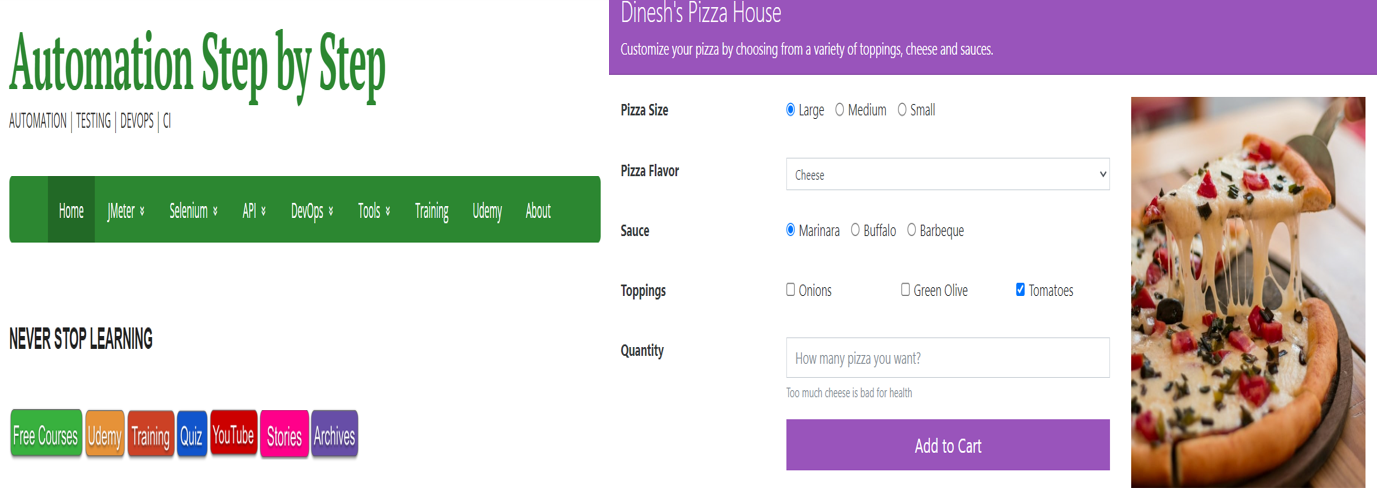 Automation Step by Step
AUTOMATION | TESTING | DEVOPS | CI
Home JMeter Selenium API DevOps Tools Training Udemy About
NEVER STOP LEARNING
Free Courses Udemy Training Quiz YouTube Stories Archives
Dinesh's Pizza House
Customize your pizza by choosing from a variety of toppings, cheese and sauces.
Pizza Size Large Medium Small
Pizza Flavor Cheese
Sauce Marinara Buffalo Barbeque
Toppings Onions Green Olive Tomatoes
Quantity How many pizza you want?
Too much cheese is bad for health
Add to Cart